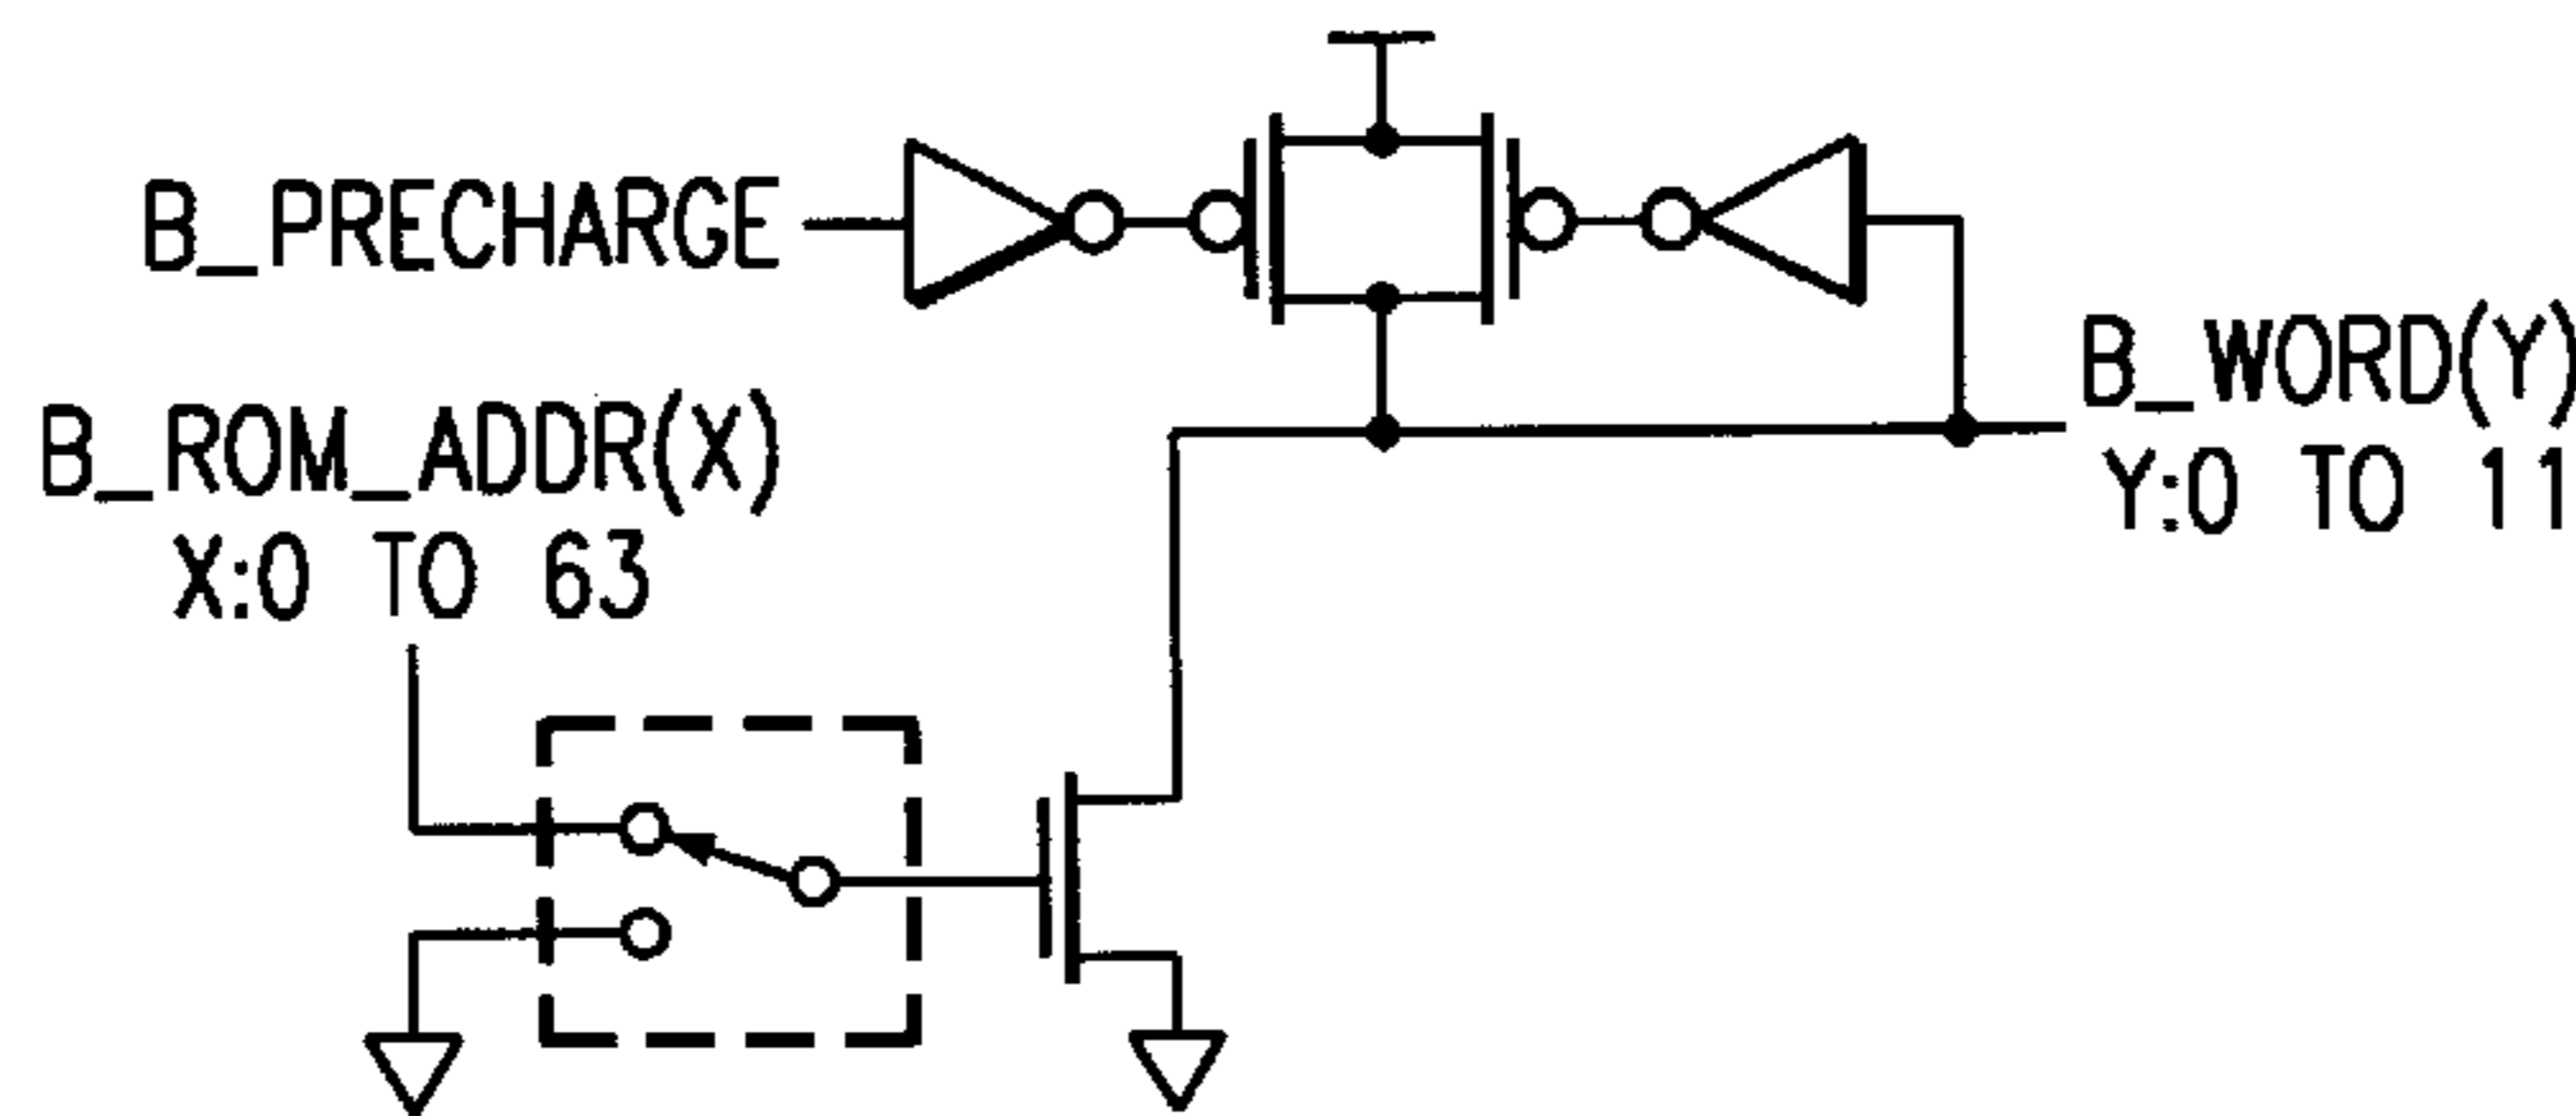 B_PRECHARGE
B_ROM_ADDR(X)
X:0 TO 63
B_WORD(Y)
Y:0 TO 11